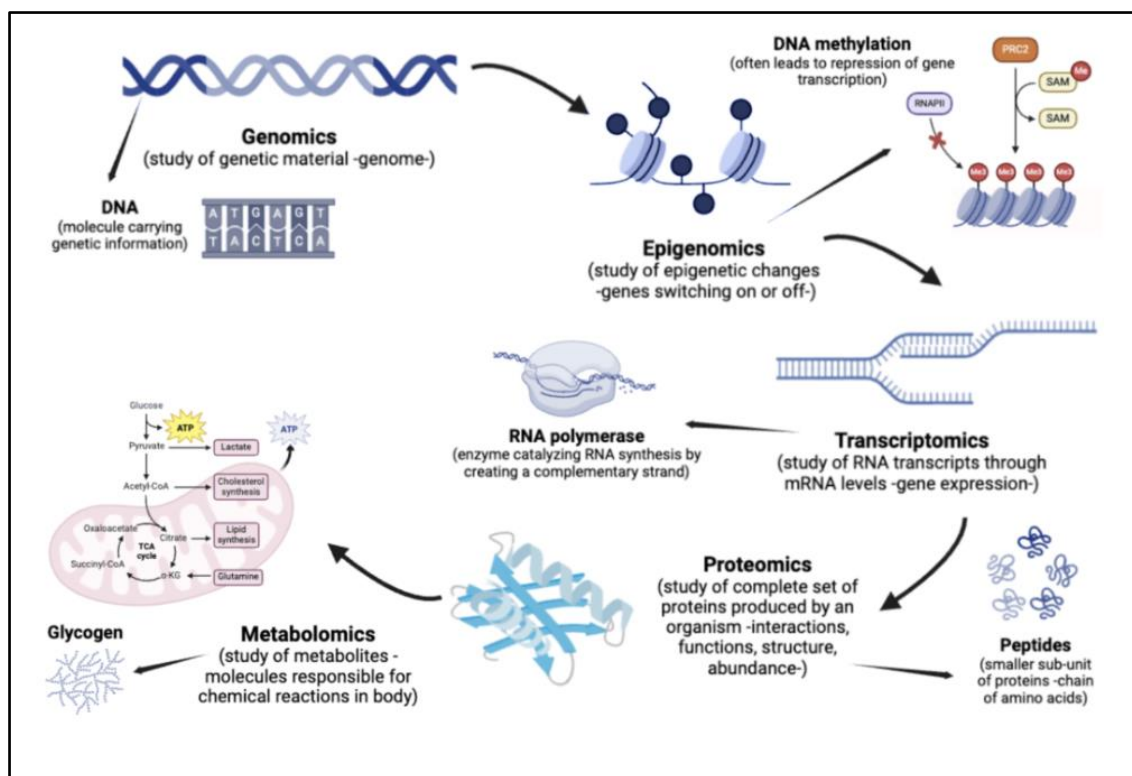 Genomics
(study of genetic material -genome-)
DNA
(molecule carrying
genetic information)
A T G A G T
T A C T C A
DNA methylation
(often leads to repression of gene
transcription)
PRC2
Me
SAM
SAM
RNAPII
Me3 Me3 Me3 Me3
Epigenomics
(study of epigenetic changes
-genes switching on or off-)
RNA polymerase
(enzyme catalyzing RNA synthesis by
creating a complementary strand)
Transcriptomics
(study of RNA transcripts through
mRNA levels -gene expression-)
Proteomics
(study of complete set of
proteins produced by an
organism -interactions,
functions, structure,
abundance-)
Peptides
(smaller sub-unit
of proteins -chain
of amino acids)
Glucose
ATP
ATP
Pyruvate
Lactate
Acetyl-CoA
Cholesterol
synthesis
Oxaloacetate
Citrate
Lipid
synthesis
TCA
cycle
Succinyl-CoA
α-KG
Glutamine
Glycogen
Metabolomics
(study of metabolites -
molecules responsible for
chemical reactions in body)